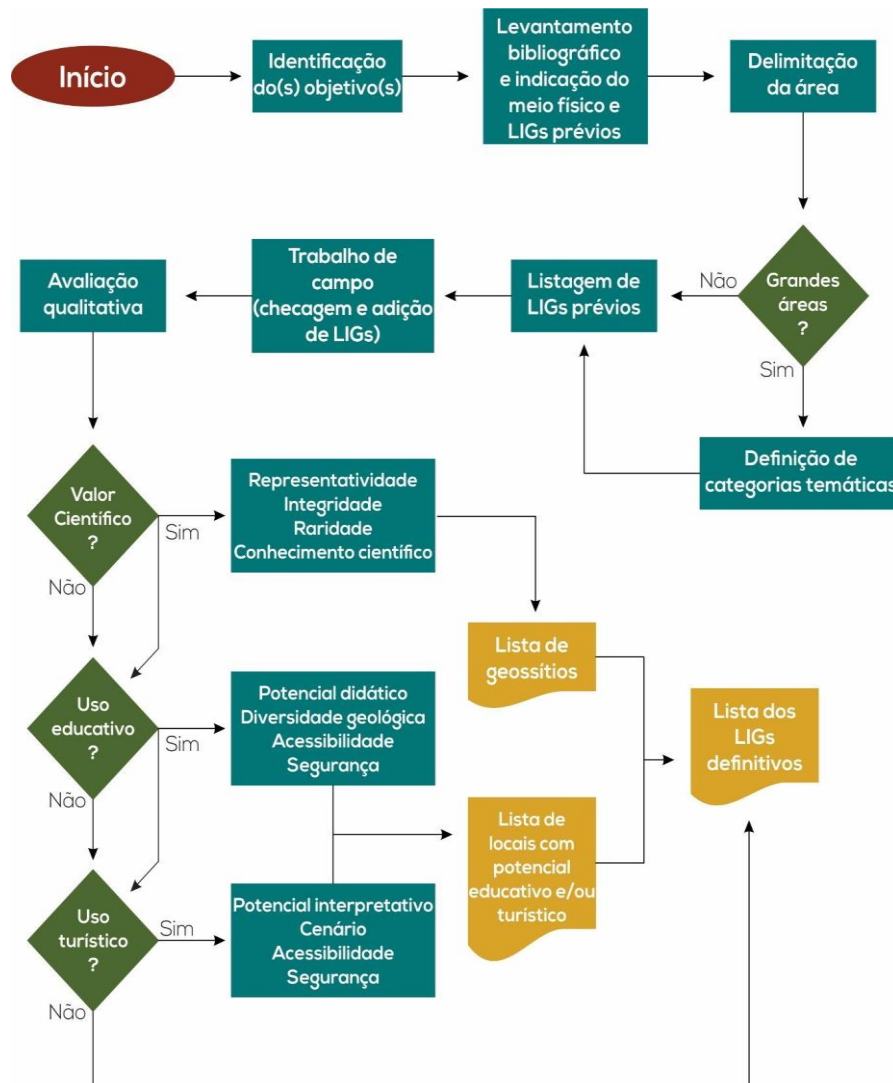 Início
Identificação
do(s) objetivo(s)
Levantamento
bibliográfico
e indicação do
meio físico e
LIGs prévios
Delimitação
da área
Grandes
áreas
?
Não
Sim
Definição de
categorias temáticas
Listagem de
LIGs prévios
Trabalho de
campo
(checagem e adição
de LIGs)
Avaliação
qualitativa
Valor
Científico
?
Sim
Não
Representatividade
Integridade
Raridade
Conhecimento científico
Lista de
geossítios
Uso
educativo
?
Sim
Não
Potencial didático
Diversidade geológica
Acessibilidade
Segurança
Lista dos
LIGs
definitivos
Lista de
locais com
potencial
educativo e/ou
turístico
Uso
turístico
?
Sim
Não
Potencial interpretativo
Cenário
Acessibilidade
Segurança